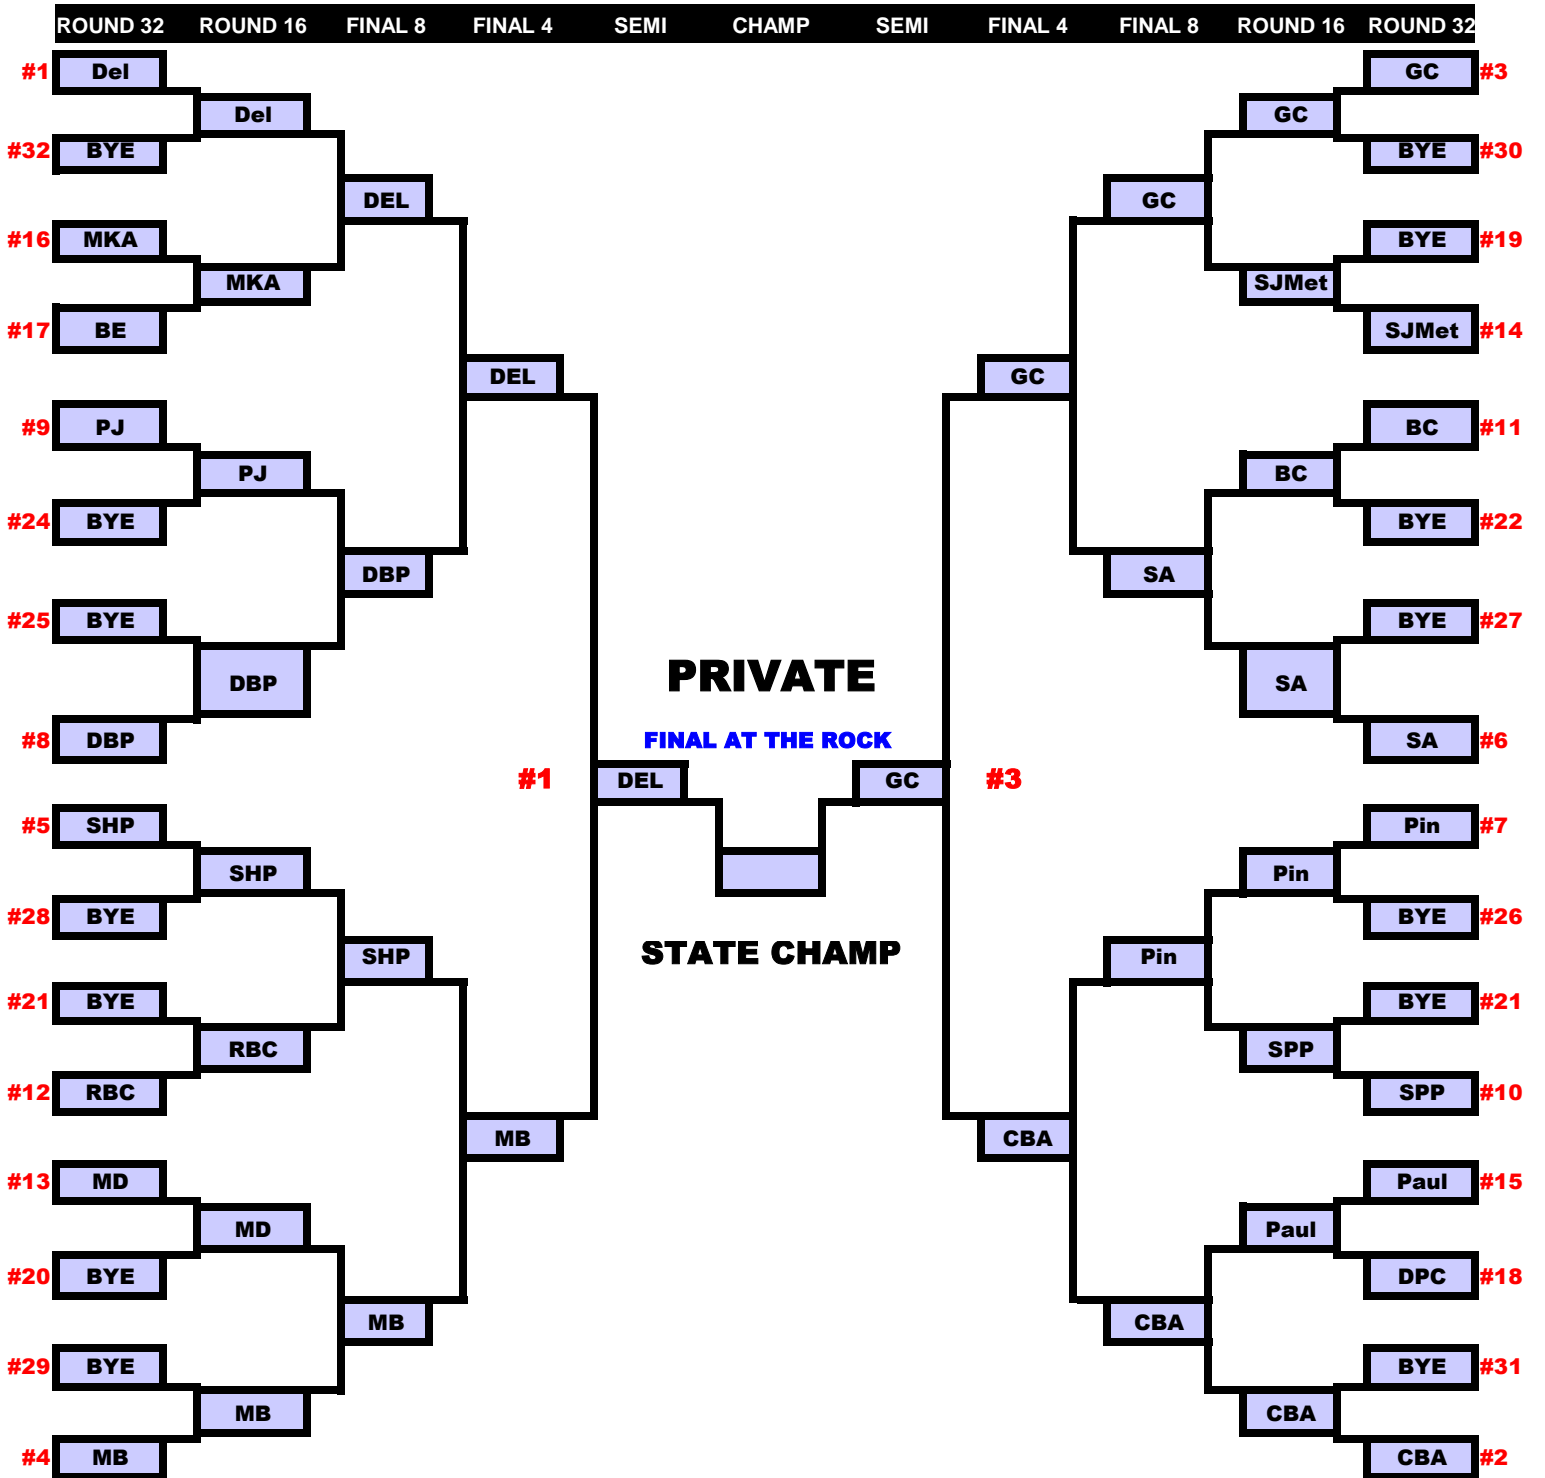 ROUND 32 ROUND 16 FINAL 8 FINAL 4 SEMI CHAMP SEMI FINAL 4 FINAL 8 ROUND 16 ROUND 32
#1 Del GC #3
Del GC
#32 BYE BYE #30
DEL GC
#16 MKA BYE #19
MKA SJMet
#17 BE SJMet #14
DEL GC
#9 PJ BC #11
PJ BC
#24 BYE BYE #22
DBP SA
#25 BYE BYE #27
DBP PRIVATE SA
#8 DBP FINAL AT THE ROCK SA #6
#1 DEL GC #3
#5 SHP Pin #7
SHP Pin
#28 BYE BYE #26
SHP STATE CHAMP Pin
#21 BYE BYE #21
RBC SPP
#12 RBC SPP #10
MB CBA
#13 MD Paul #15
MD Paul
#20 BYE DPC #18
MB CBA
#29 BYE BYE #31
MB CBA
#4 MB CBA #2